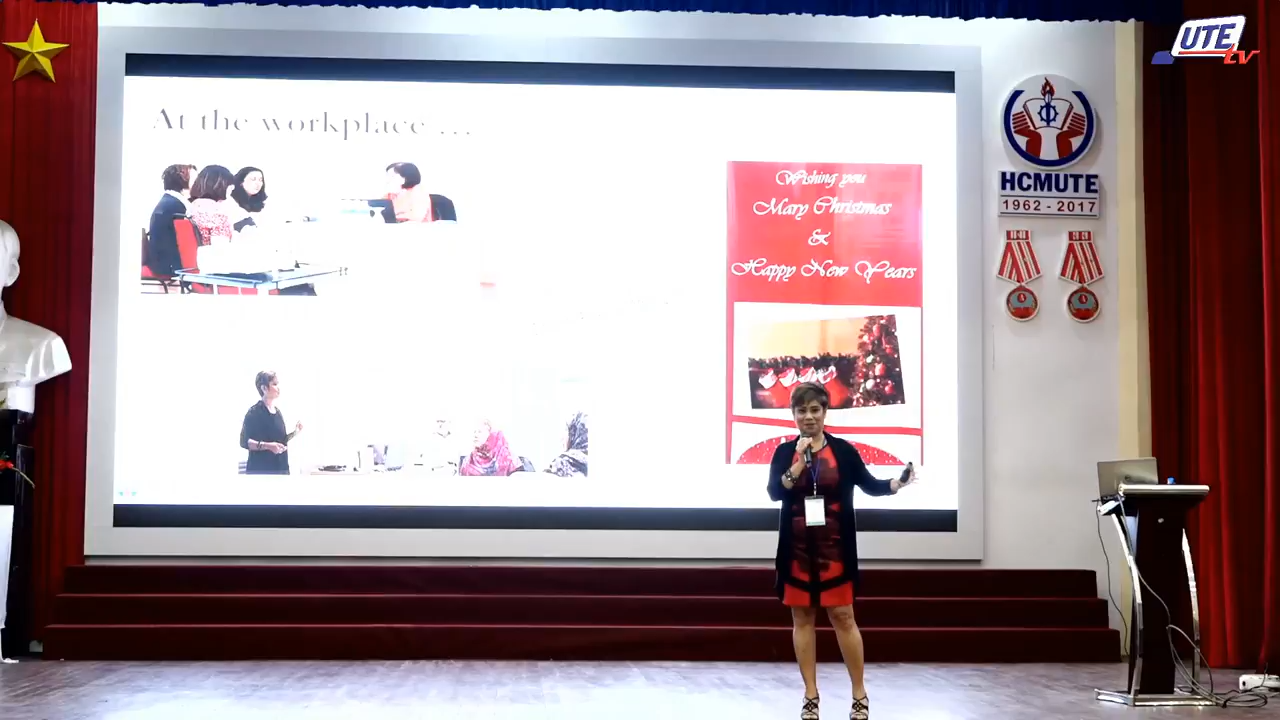 UTE
TV
At the workplace ...
Wishing you
Mary Christmas
&
Happy New Years
HCMUTE
1962 - 2017